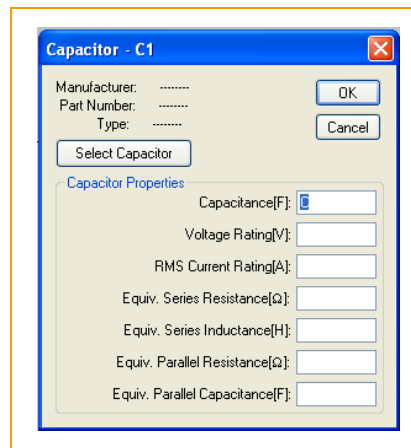 Capacitor - C1
Manufacturer: --------
OK
Part Number: --------
Type: --------
Cancel
Select Capacitor
Capacitor Properties
Capacitance[F]: C
Voltage Rating[V]:
RMS Current Rating[A]:
Equiv. Series Resistance[Ω]:
Equiv. Series Inductance[H]:
Equiv. Parallel Resistance[Ω]:
Equiv. Parallel Capacitance[F]: